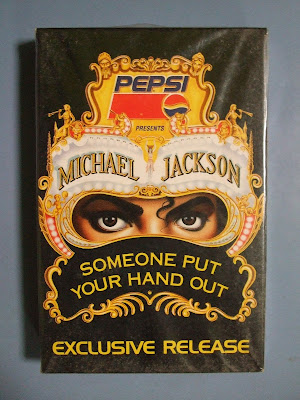 PEPSI
PRESENTS
MICHAEL JACKSON
SOMEONE PUT
YOUR HAND OUT
EXCLUSIVE RELEASE